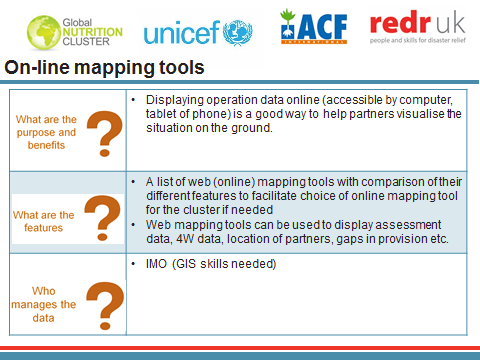 Global
NUTRITION
CLUSTER
unicef
ACF
INTERNATIONAL
redr uk
people and skills for disaster relief
On-line mapping tools
What are the
purpose and
benefits
?
• Displaying operation data online (accessible by computer,
tablet of phone) is a good way to help partners visualise the
situation on the ground.
What are the
features
?
• A list of web (online) mapping tools with comparison of their
different features to facilitate choice of online mapping tool
for the cluster if needed
• Web mapping tools can be used to display assessment
data, 4W data, location of partners, gaps in provision etc.
Who
manages the
data
?
• IMO (GIS skills needed)